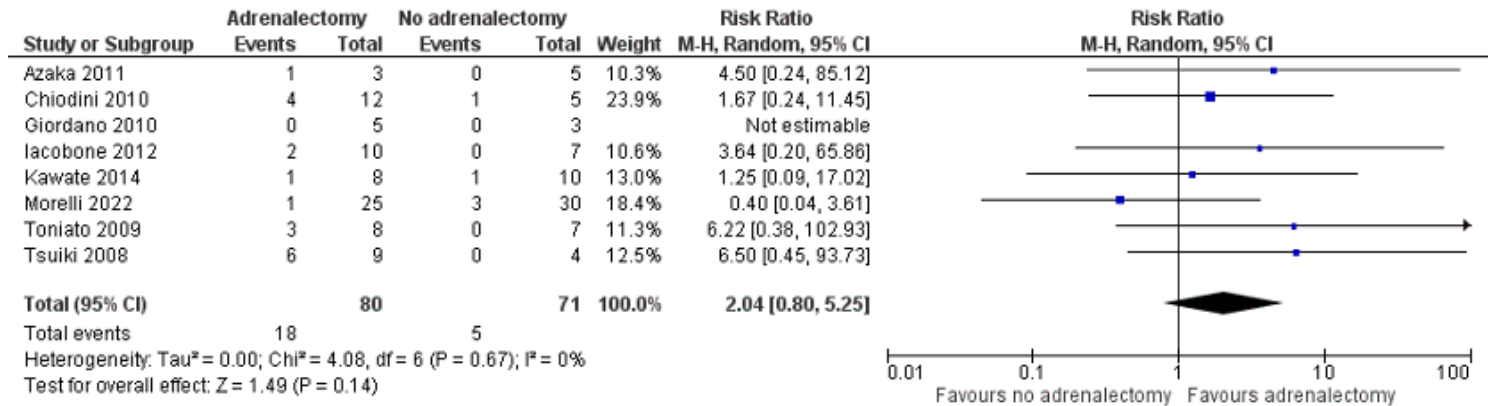 Adrenalectomy No adrenalectomy Risk Ratio Risk Ratio
Study or Subgroup Events Total Events Total Weight M-H, Random, 95% CI M-H, Random, 95% CI
Azaka 2011 1 3 0 5 10.3% 4.50 [0.24, 85.12]
Chiodini 2010 4 12 1 5 23.9% 1.67 [0.24, 11.45]
Giordano 2010 0 5 0 3 Not estimable
Iacobone 2012 2 10 0 7 10.6% 3.64 [0.20, 65.86]
Kawate 2014 1 8 1 10 13.0% 1.25 [0.09, 17.02]
Morelli 2022 1 25 3 30 18.4% 0.40 [0.04, 3.61]
Toniato 2009 3 8 0 7 11.3% 6.22 [0.38, 102.93]
Tsuiki 2008 6 9 0 4 12.5% 6.50 [0.45, 93.73]
Total (95% CI) 80 71 100.0% 2.04 [0.80, 5.25]
Total events 18 5
Heterogeneity: Tau² = 0.00; Chi² = 4.08, df = 6 (P = 0.67); I² = 0%
Test for overall effect: Z = 1.49 (P = 0.14)
0.01 0.1 1 10 100
Favours no adrenalectomy Favours adrenalectomy